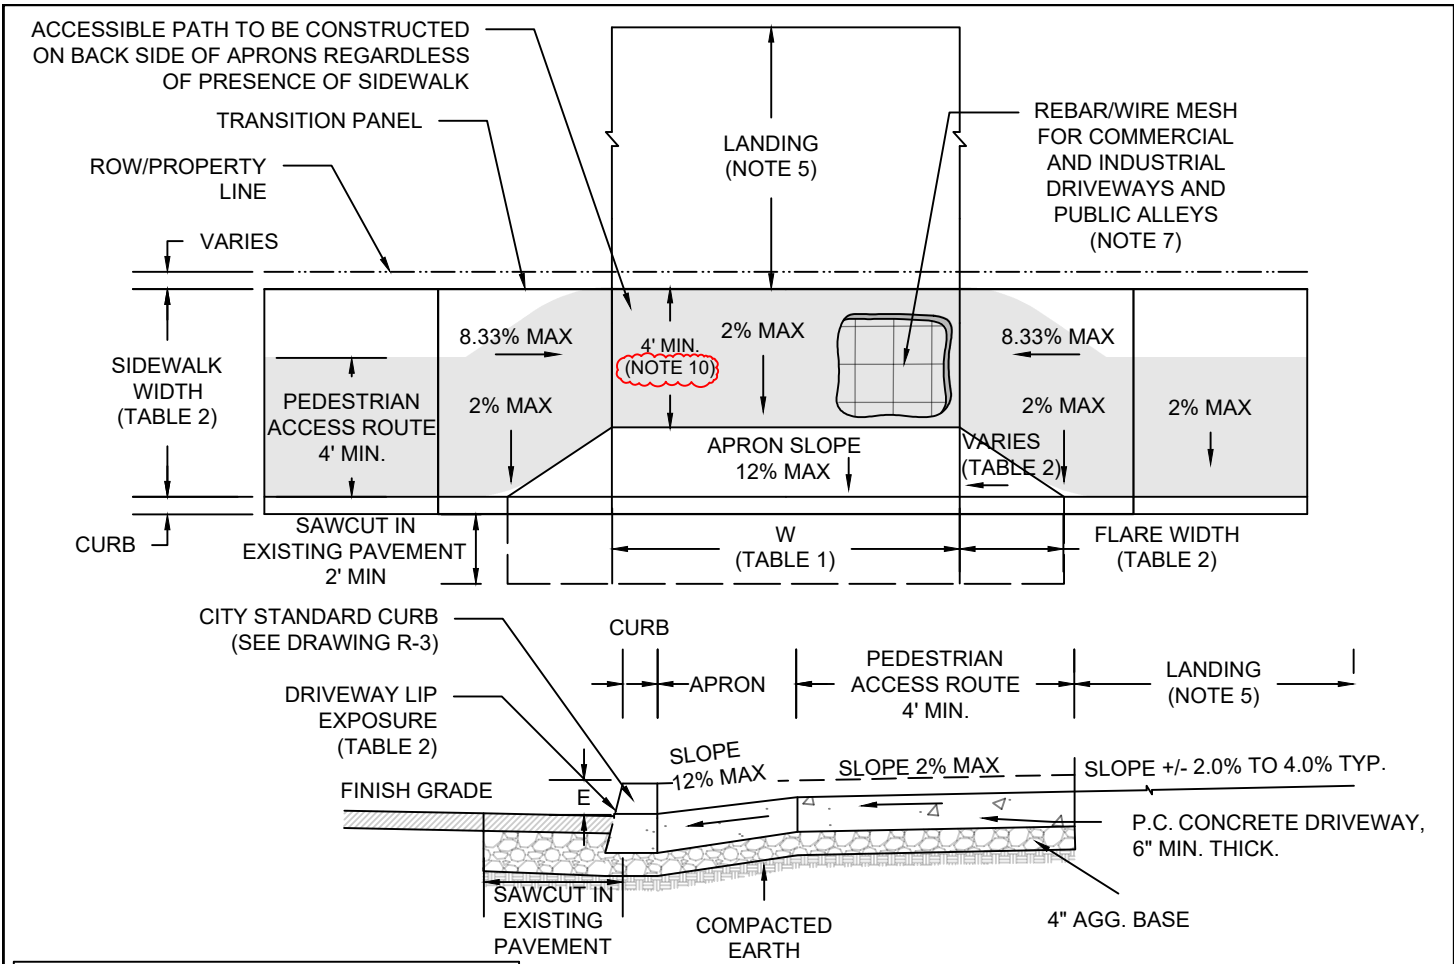 ACCESSIBLE PATH TO BE CONSTRUCTED
ON BACK SIDE OF APRONS REGARDLESS
OF PRESENCE OF SIDEWALK
TRANSITION PANEL
ROW/PROPERTY
LINE
VARIES
LANDING
(NOTE 5)
REBAR/WIRE MESH
FOR COMMERCIAL
AND INDUSTRIAL
DRIVEWAYS AND
PUBLIC ALLEYS
(NOTE 7)
SIDEWALK
WIDTH
(TABLE 2)
PEDESTRIAN
ACCESS ROUTE
4' MIN.
8.33% MAX
2% MAX
4' MIN.
(NOTE 10)
2% MAX
8.33% MAX
2% MAX
2% MAX
APRON SLOPE
12% MAX
VARIES
(TABLE 2)
CURB
SAWCUT IN
EXISTING PAVEMENT
2' MIN
W
(TABLE 1)
FLARE WIDTH
(TABLE 2)
CITY STANDARD CURB
(SEE DRAWING R-3)
DRIVEWAY LIP
EXPOSURE
(TABLE 2)
FINISH GRADE
CURB
APRON
PEDESTRIAN
ACCESS ROUTE
4' MIN.
LANDING
(NOTE 5)
E
SLOPE
12% MAX
SLOPE 2% MAX
SLOPE +/- 2.0% TO 4.0% TYP.
P.C. CONCRETE DRIVEWAY,
6" MIN. THICK.
SAWCUT IN
EXISTING
PAVEMENT
COMPACTED
EARTH
4" AGG. BASE